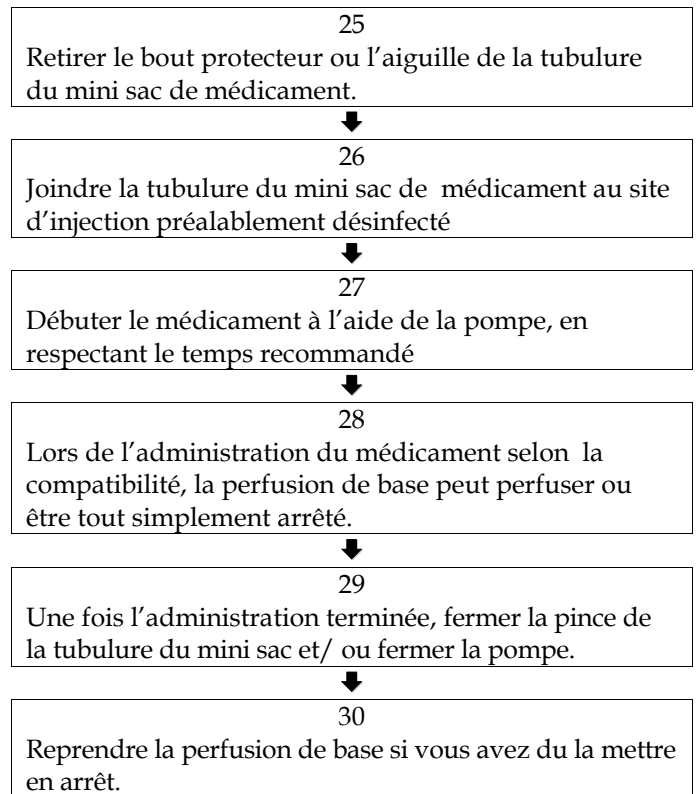 25
Retirer le bout protecteur ou l’aiguille de la tubulure
du mini sac de médicament.
26
Joindre la tubulure du mini sac de  médicament au site
d’injection préalablement désinfecté
27
Débuter le médicament à l’aide de la pompe, en
respectant le temps recommandé
28
Lors de l’administration du médicament selon  la
compatibilité, la perfusion de base peut perfuser ou
être tout simplement arrêté.
29
Une fois l’administration terminée, fermer la pince de
la tubulure du mini sac et/ ou fermer la pompe.
30
Reprendre la perfusion de base si vous avez du la mettre
en arrêt.